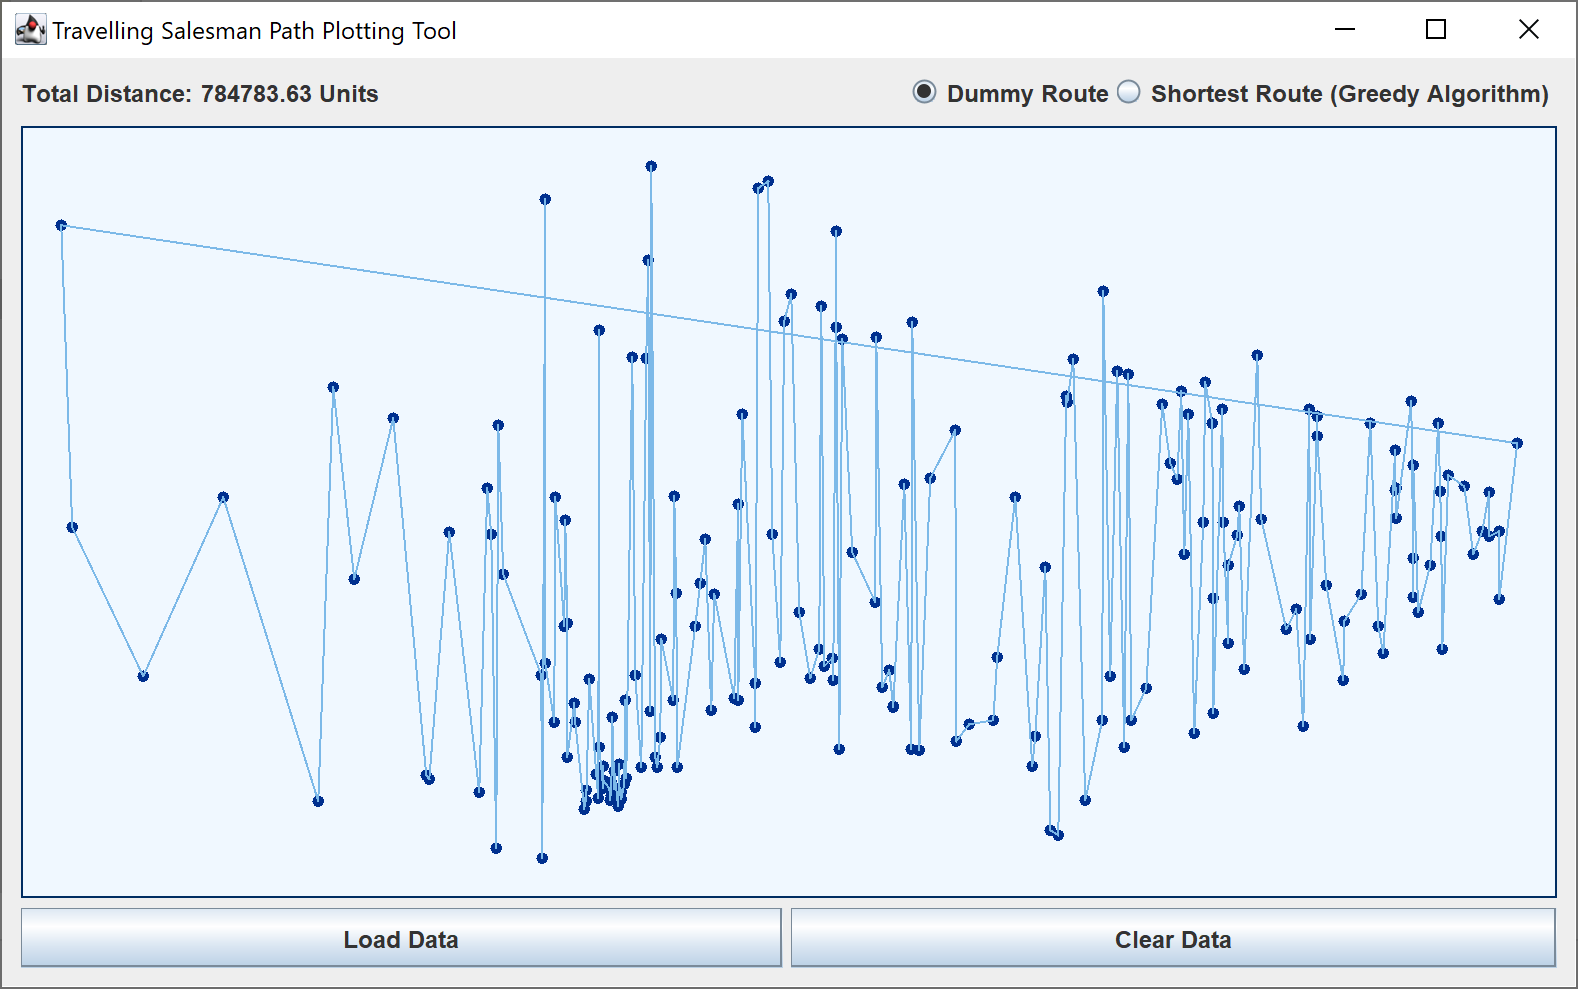 Travelling Salesman Path Plotting Tool
Total Distance: 784783.63 Units
Dummy Route
Shortest Route (Greedy Algorithm)
Load Data
Clear Data